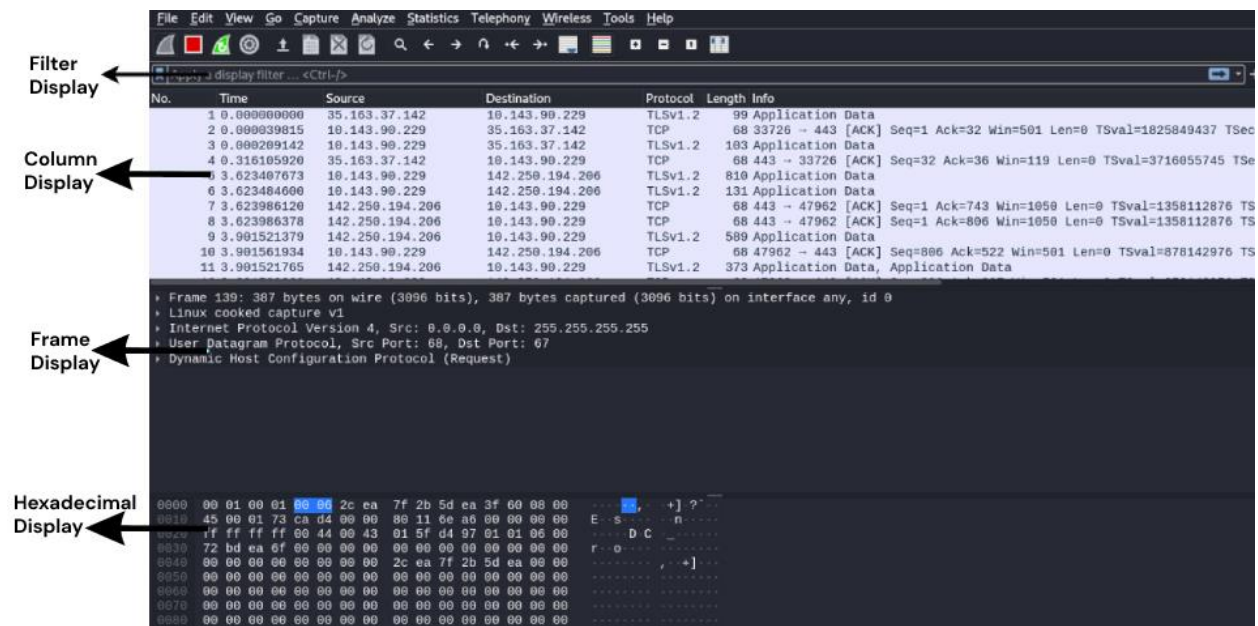 File Edit View Go Capture Analyze Statistics Telephony Wireless Tools Help
Filter
Display
Apply a display filter ... <Ctrl-/>
No. Time Source Destination Protocol Length Info
1 0.000000000 35.163.37.142 10.143.90.229 TLSv1.2 99 Application Data
2 0.000039815 10.143.90.229 35.163.37.142 TCP 68 33726 → 443 [ACK] Seq=1 Ack=32 Win=501 Len=0 TSval=1825849437 TSec
3 0.000209142 10.143.90.229 35.163.37.142 TLSv1.2 103 Application Data
4 0.316105920 35.163.37.142 10.143.90.229 TCP 68 443 → 33726 [ACK] Seq=32 Ack=36 Win=119 Len=0 TSval=3716055745 TSe
Column
Display
5 3.623407673 10.143.90.229 142.250.194.206 TLSv1.2 810 Application Data
6 3.623484600 10.143.90.229 142.250.194.206 TLSv1.2 131 Application Data
7 3.623986120 142.250.194.206 10.143.90.229 TCP 68 443 → 47962 [ACK] Seq=1 Ack=743 Win=1050 Len=0 TSval=1358112876 TS
8 3.623986378 142.250.194.206 10.143.90.229 TCP 68 443 → 47962 [ACK] Seq=1 Ack=806 Win=1050 Len=0 TSval=1358112876 TS
9 3.901521379 142.250.194.206 10.143.90.229 TLSv1.2 589 Application Data
10 3.901561934 10.143.90.229 142.250.194.206 TCP 68 47962 → 443 [ACK] Seq=806 Ack=522 Win=501 Len=0 TSval=878142976 TS
11 3.901521765 142.250.194.206 10.143.90.229 TLSv1.2 373 Application Data, Application Data
Frame 139: 387 bytes on wire (3096 bits), 387 bytes captured (3096 bits) on interface any, id 0
Linux cooked capture v1
Internet Protocol Version 4, Src: 0.0.0.0, Dst: 255.255.255.255
User Datagram Protocol, Src Port: 68, Dst Port: 67
Dynamic Host Configuration Protocol (Request)
Frame
Display
Hexadecimal
Display
0000 00 01 00 01 00 06 2c ea 7f 2b 5d ea 3f 60 08 00 ······, ·+]·?`··
0010 45 00 01 73 ca d4 00 00 80 11 6e a6 00 00 00 00 E··s···· ··n·····
0020 ff ff ff ff 00 44 00 43 01 5f d4 97 01 01 06 00 ·····D·C ·_······
0030 72 bd ea 6f 00 00 00 00 00 00 00 00 00 00 00 00 r··o···· ········
0040 00 00 00 00 00 00 00 00 2c ea 7f 2b 5d ea 00 00 ········ ,··+]···
0050 00 00 00 00 00 00 00 00 00 00 00 00 00 00 00 00 ········ ········
0060 00 00 00 00 00 00 00 00 00 00 00 00 00 00 00 00 ········ ········
0070 00 00 00 00 00 00 00 00 00 00 00 00 00 00 00 00 ········ ········
0080 00 00 00 00 00 00 00 00 00 00 00 00 00 00 00 00 ········ ········